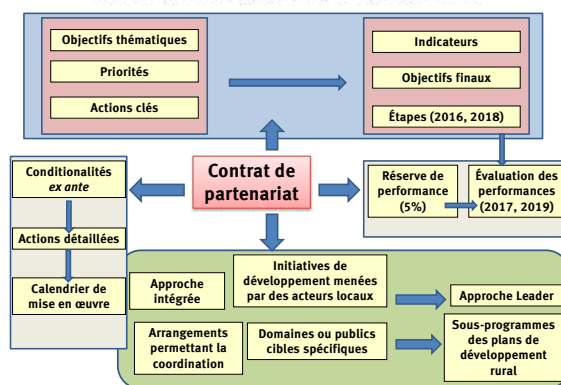 Objectifs thématiques
Priorités
Actions clés
Indicateurs
Objectifs finaux
Étapes (2016, 2018)
Contrat de
partenariat
Conditionalités
ex ante
Actions détaillées
Calendrier de
mise en œuvre
Réserve de
performance
(5%)
Évaluation des
performances
(2017, 2019)
Approche
intégrée
Initiatives de
développement menées
par des acteurs locaux
Approche Leader
Arrangements
permettant la
coordination
Domaines ou publics
cibles spécifiques
Sous-programmes
des plans de
développement
rural